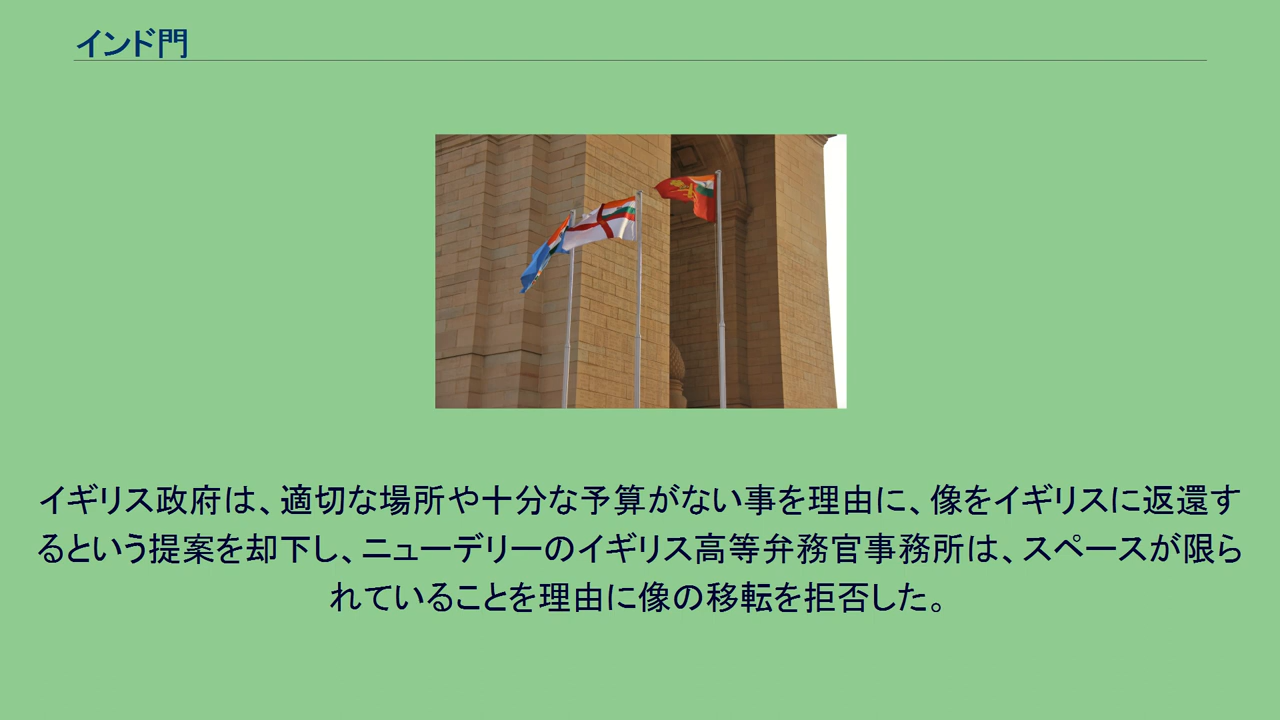 インド門
イギリス政府は、適切な場所や十分な予算がない事を理由に、像をイギリスに返還す
るという提案を却下し、ニューデリーのイギリス高等弁務官事務所は、スペースが限ら
れていることを理由に像の移転を拒否した。